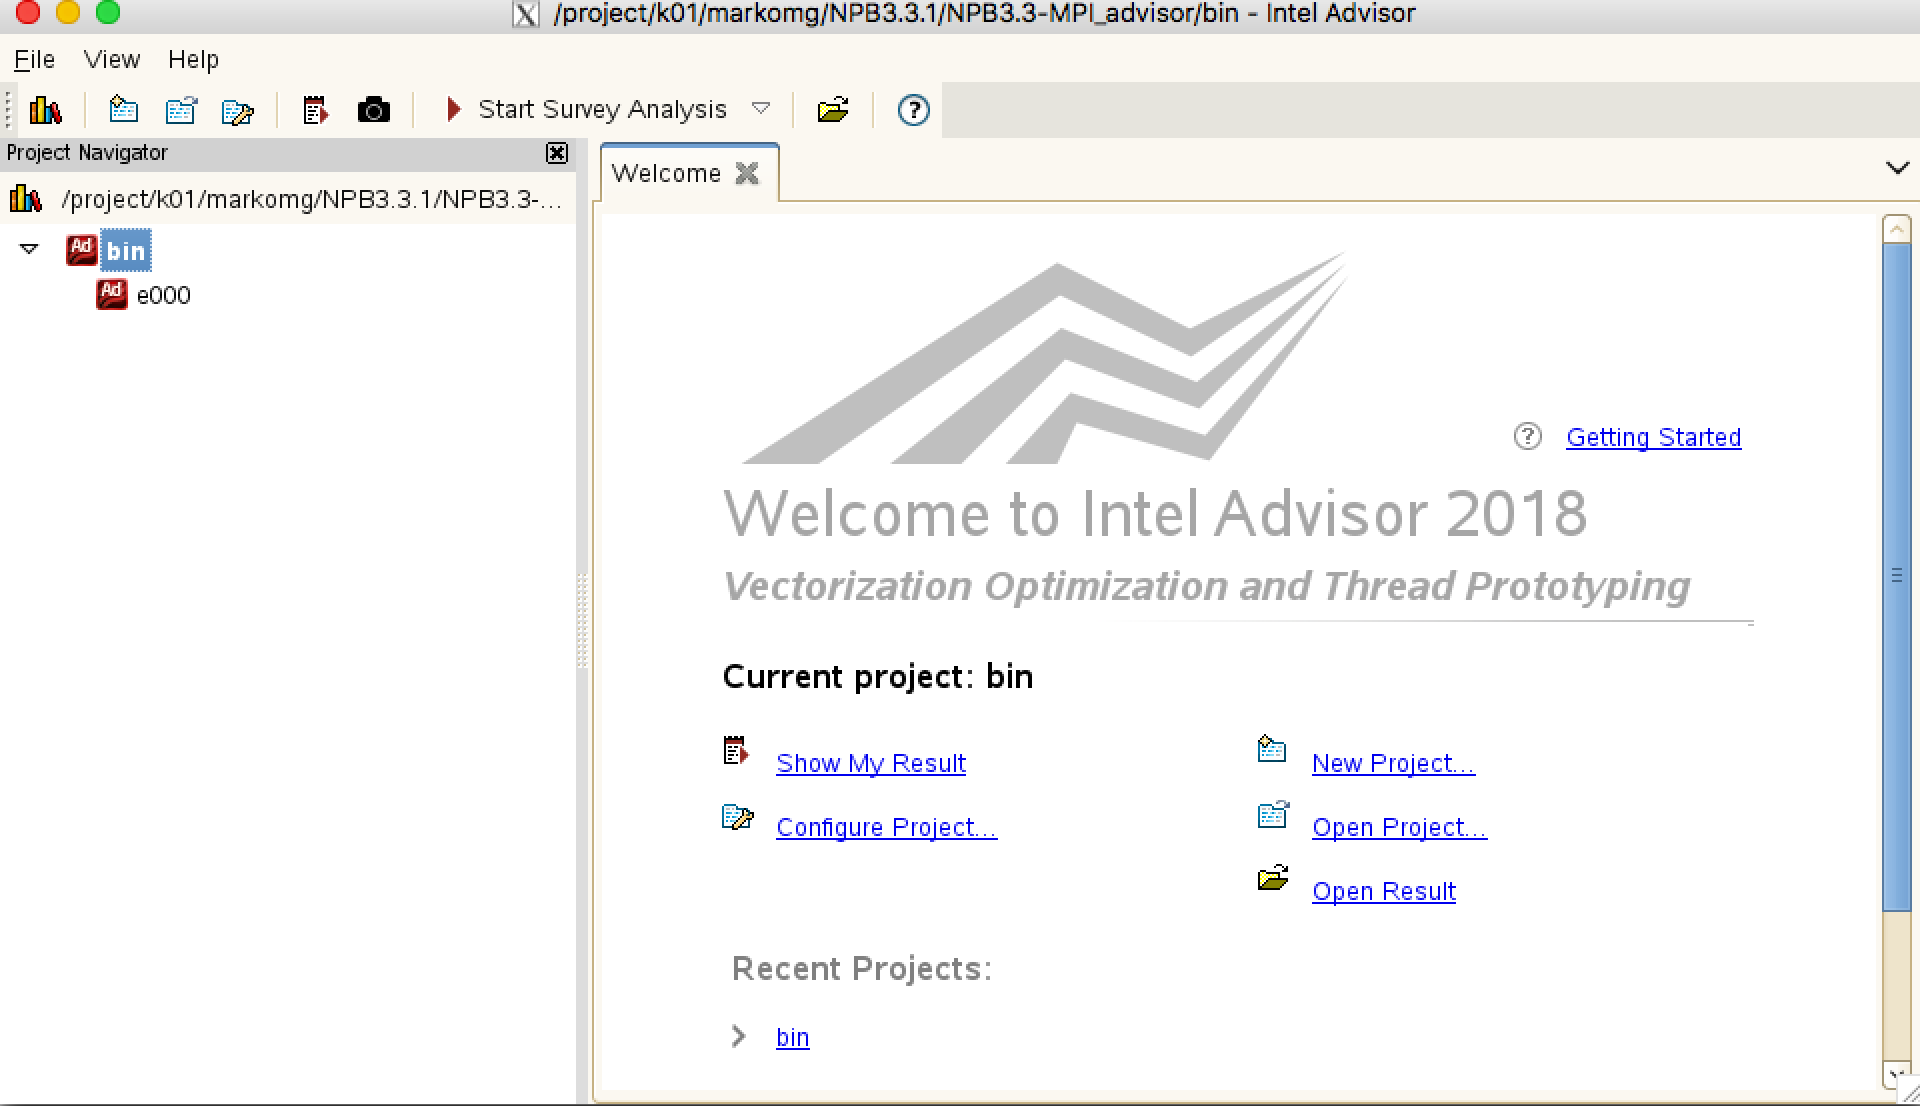 /project/k01/markomg/NPB3.3.1/NPB3.3-MPI_advisor/bin - Intel Advisor
File View Help
Start Survey Analysis
Project Navigator
/project/k01/markomg/NPB3.3.1/NPB3.3-...
Ad bin
Ad e000
Welcome
Getting Started
Welcome to Intel Advisor 2018
Vectorization Optimization and Thread Prototyping
Current project: bin
Show My Result
New Project...
Configure Project...
Open Project...
Open Result
Recent Projects:
bin